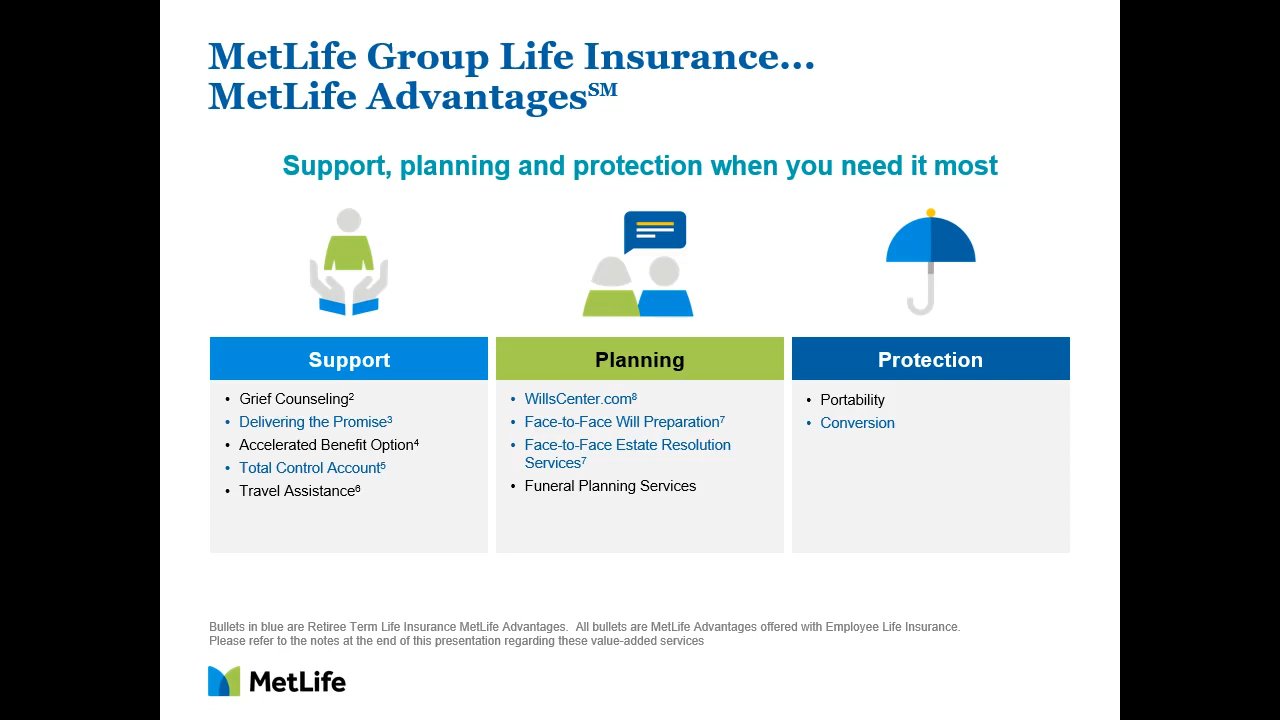 MetLife Group Life Insurance...
MetLife Advantages℠
Support, planning and protection when you need it most
Support
• Grief Counseling²
• Delivering the Promise³
• Accelerated Benefit Option⁴
• Total Control Account⁵
• Travel Assistance⁶
Planning
• WillsCenter.com⁸
• Face-to-Face Will Preparation⁷
• Face-to-Face Estate Resolution
Services⁷
• Funeral Planning Services
Protection
• Portability
• Conversion
Bullets in blue are Retiree Term Life Insurance MetLife Advantages.  All bullets are MetLife Advantages offered with Employee Life Insurance.
Please refer to the notes at the end of this presentation regarding these value-added services
MetLife